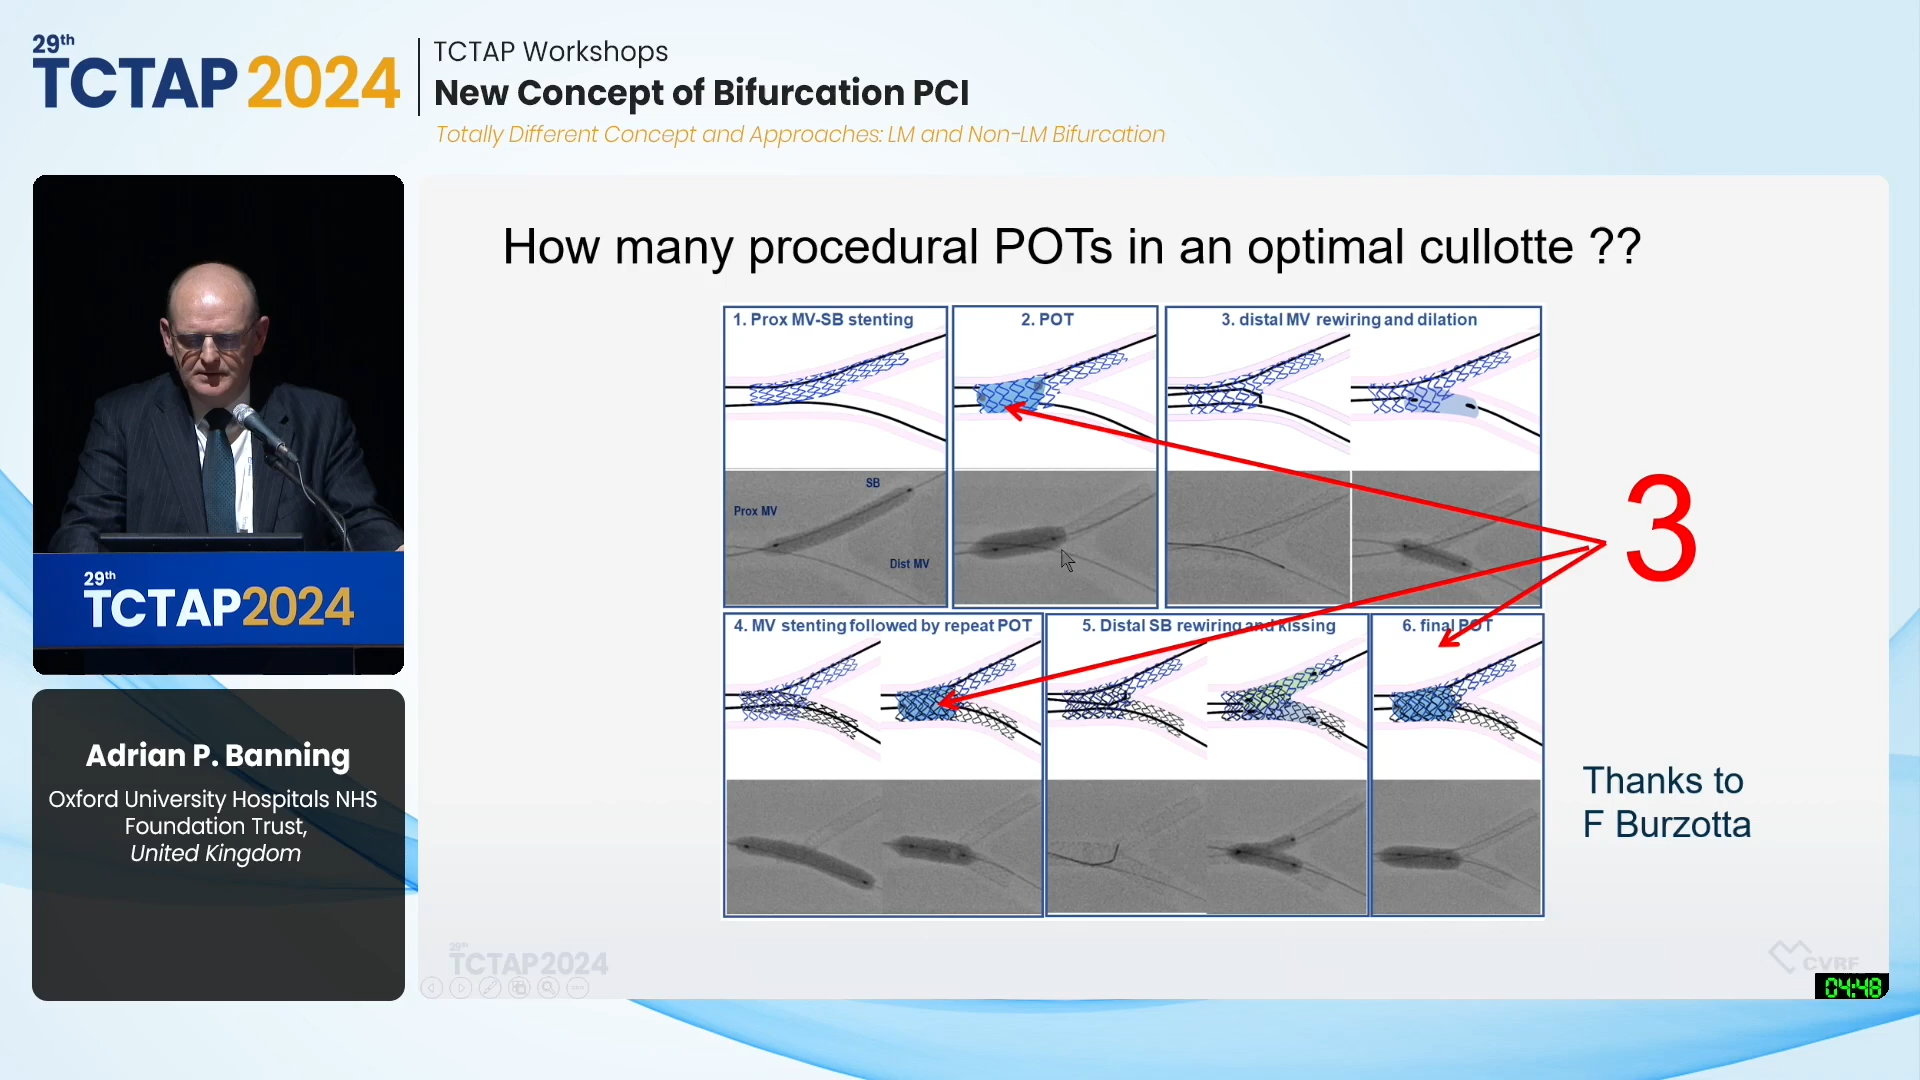 29th
TCTAP 2024
TCTAP Workshops
New Concept of Bifurcation PCI
Totally Different Concept and Approaches: LM and Non-LM Bifurcation
29th
TCTAP2024
Adrian P. Banning
Oxford University Hospitals NHS
Foundation Trust,
United Kingdom
How many procedural POTs in an optimal cullotte ??
1. Prox MV-SB stenting
2. POT
3. distal MV rewiring and dilation
SB
Prox MV
Dist MV
3
4. MV stenting followed by repeat POT
5. Distal SB rewiring and kissing
6. final POT
Thanks to
F Burzotta
29th
TCTAP2024
CVRF
04:48